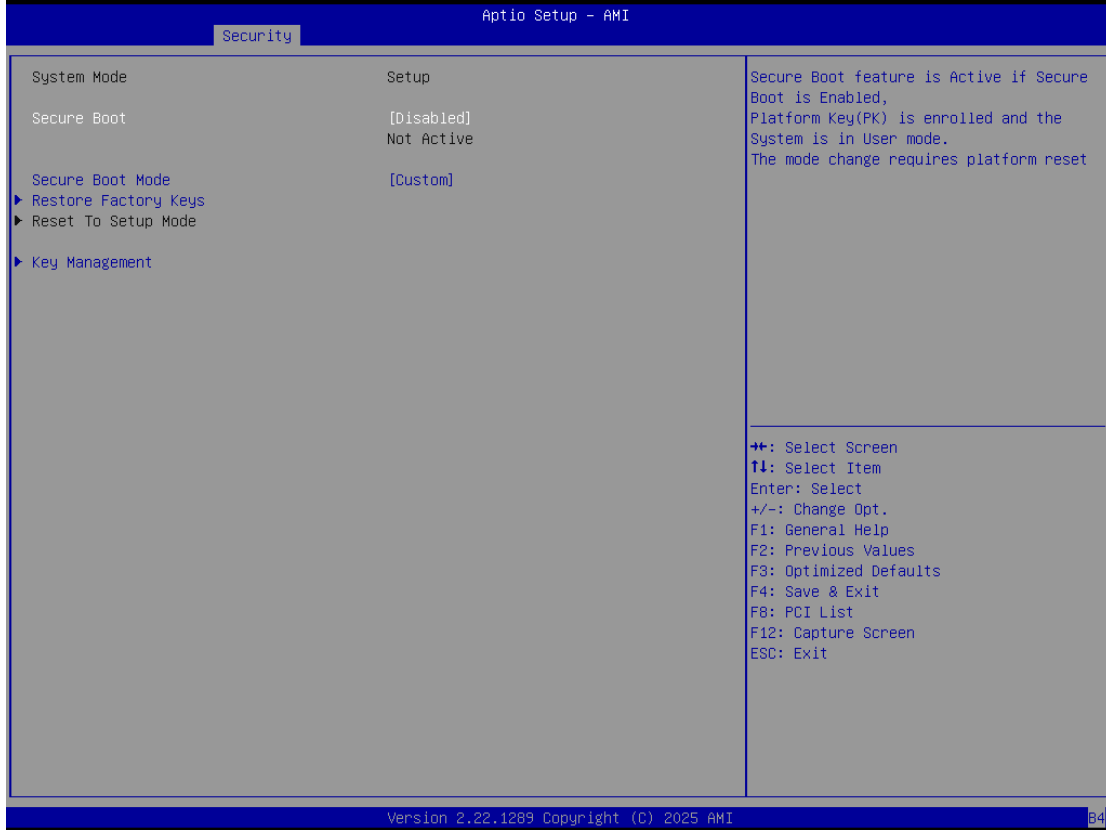 Aptio Setup – AMI
Security
System Mode Setup
Secure Boot [Disabled]
Not Active
Secure Boot Mode [Custom]
Restore Factory Keys
Reset To Setup Mode
Key Management
Secure Boot feature is Active if Secure
Boot is Enabled,
Platform Key(PK) is enrolled and the
System is in User mode.
The mode change requires platform reset
→←: Select Screen
↑↓: Select Item
Enter: Select
+/-: Change Opt.
F1: General Help
F2: Previous Values
F3: Optimized Defaults
F4: Save & Exit
F8: PCI List
F12: Capture Screen
ESC: Exit
Version 2.22.1289 Copyright (C) 2025 AMI
B4